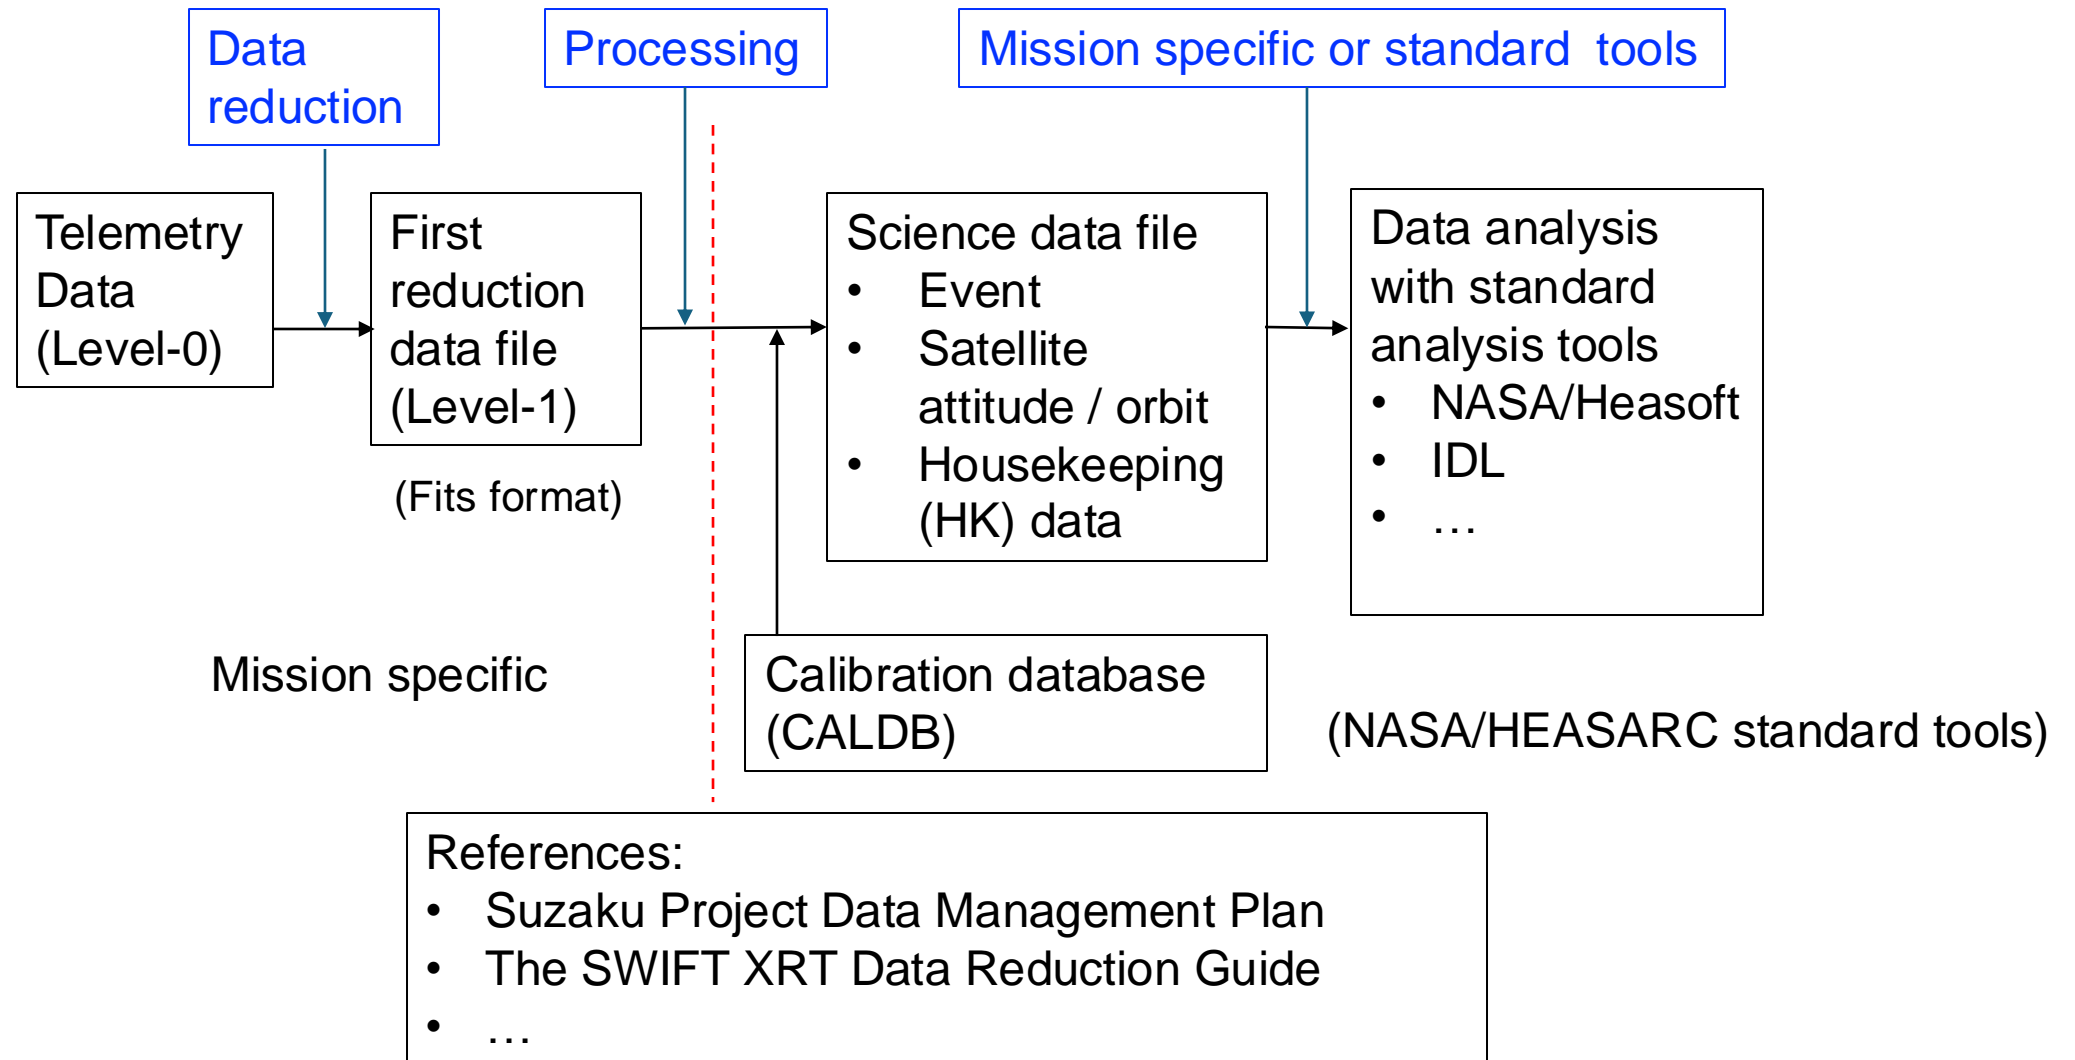 Data
reduction
Processing
Mission specific or standard  tools
Telemetry
Data
(Level-0)
First
reduction
data file
(Level-1)
(Fits format)
Science data file
• Event
• Satellite
attitude / orbit
• Housekeeping
(HK) data
Data analysis
with standard
analysis tools
• NASA/Heasoft
• IDL
• …
Mission specific
Calibration database
(CALDB)
(NASA/HEASARC standard tools)
References:
• Suzaku Project Data Management Plan
• The SWIFT XRT Data Reduction Guide
• …